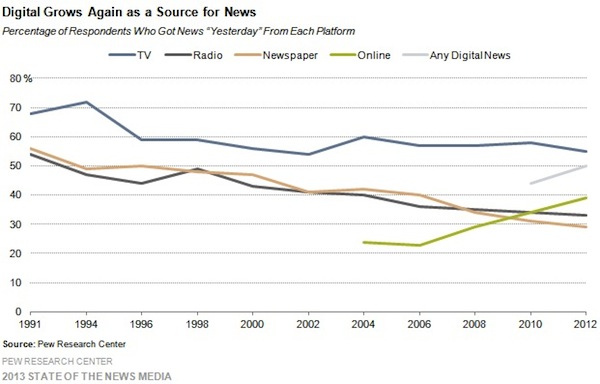 Digital Grows Again as a Source for News
Percentage of Respondents Who Got News "Yesterday" From Each Platform
TV Radio Newspaper Online Any Digital News
80 %
70
60
50
40
30
20
10
0
1991 1994 1996 1998 2000 2002 2004 2006 2008 2010 2012
Source: Pew Research Center
PEW RESEARCH CENTER
2013 STATE OF THE NEWS MEDIA